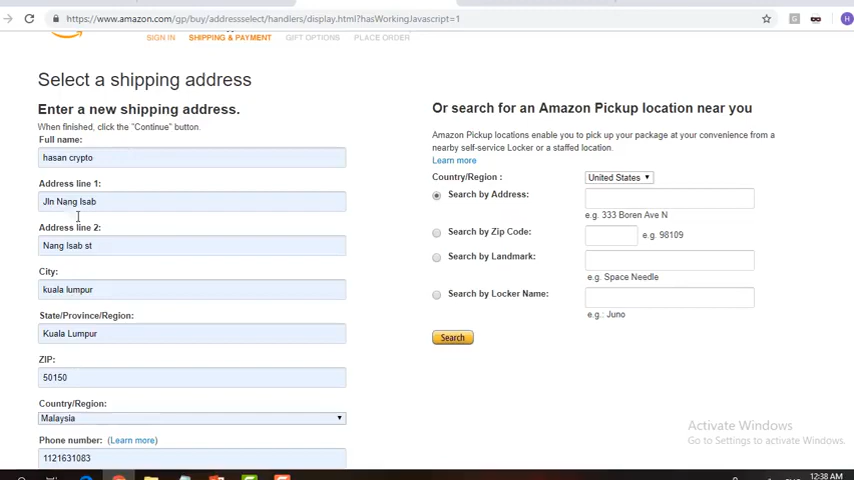 https://www.amazon.com/gp/buy/addressselect/handlers/display.html?hasWorkingJavascript=1
SIGN IN SHIPPING & PAYMENT GIFT OPTIONS PLACE ORDER
Select a shipping address
Enter a new shipping address.
When finished, click the "Continue" button.
Full name:
hasan crypto
Address line 1:
Jln Nang Isab
Address line 2:
Nang Isab st
City:
kuala lumpur
State/Province/Region:
Kuala Lumpur
ZIP:
50150
Country/Region:
Malaysia
Phone number: (Learn more)
1121631083
Or search for an Amazon Pickup location near you
Amazon Pickup locations enable you to pick up your package at your convenience from a
nearby self-service Locker or a staffed location.
Learn more
Country/Region : United States
Search by Address:
e.g. 333 Boren Ave N
Search by Zip Code: e.g. 98109
Search by Landmark:
e.g. Space Needle
Search by Locker Name:
e.g.: Juno
Search
Activate Windows
Go to Settings to activate Windows.
12:38 AM